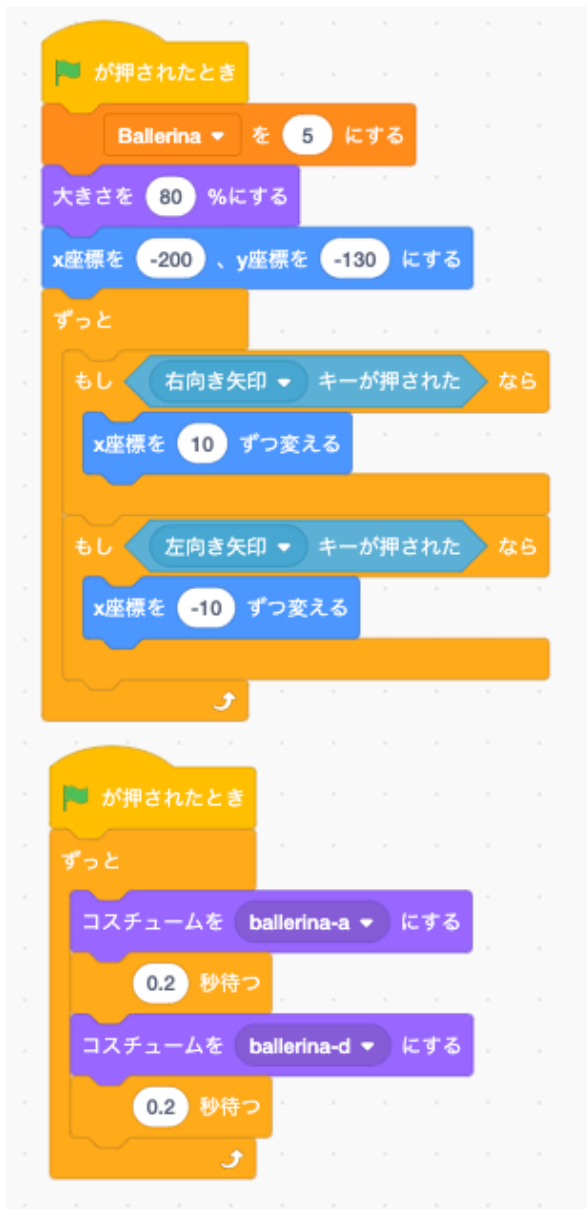 が押されたとき
Ballerina を 5 にする
大きさを 80 %にする
x座標を -200 、y座標を -130 にする
ずっと
もし 右向き矢印 キーが押された なら
x座標を 10 ずつ変える
もし 左向き矢印 キーが押された なら
x座標を -10 ずつ変える
が押されたとき
ずっと
コスチュームを ballerina-a にする
0.2 秒待つ
コスチュームを ballerina-d にする
0.2 秒待つ